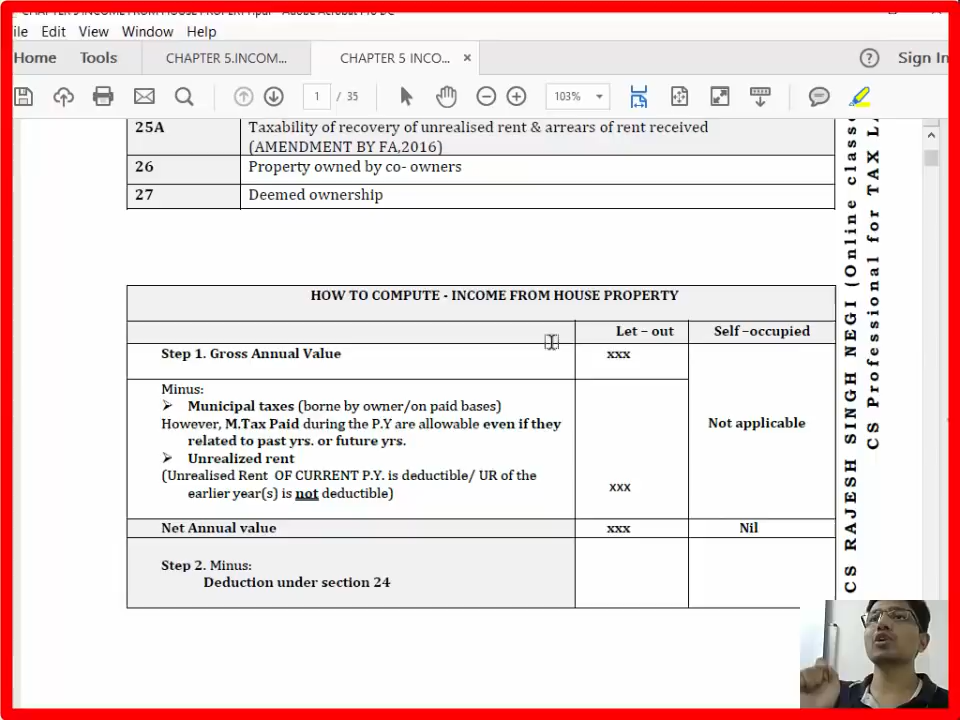 ile Edit View Window Help
Home Tools CHAPTER 5.INCOM... CHAPTER 5 INCO... × ? Sign In
1 / 35 103%
25A Taxability of recovery of unrealised rent & arrears of rent received
(AMENDMENT BY FA,2016)
26 Property owned by co- owners
27 Deemed ownership
HOW TO COMPUTE - INCOME FROM HOUSE PROPERTY
Let – out Self –occupied
Step 1. Gross Annual Value xxx
Minus:
➢ Municipal taxes (borne by owner/on paid bases)
However, M.Tax Paid during the P.Y are allowable even if they
related to past yrs. or future yrs.
Not applicable
➢ Unrealized rent
(Unrealised Rent OF CURRENT P.Y. is deductible/ UR of the
earlier year(s) is not deductible)
xxx
Net Annual value xxx Nil
Step 2. Minus:
Deduction under section 24
CS RAJESH SINGH NEGI (Online class
CS Professional for TAX LA